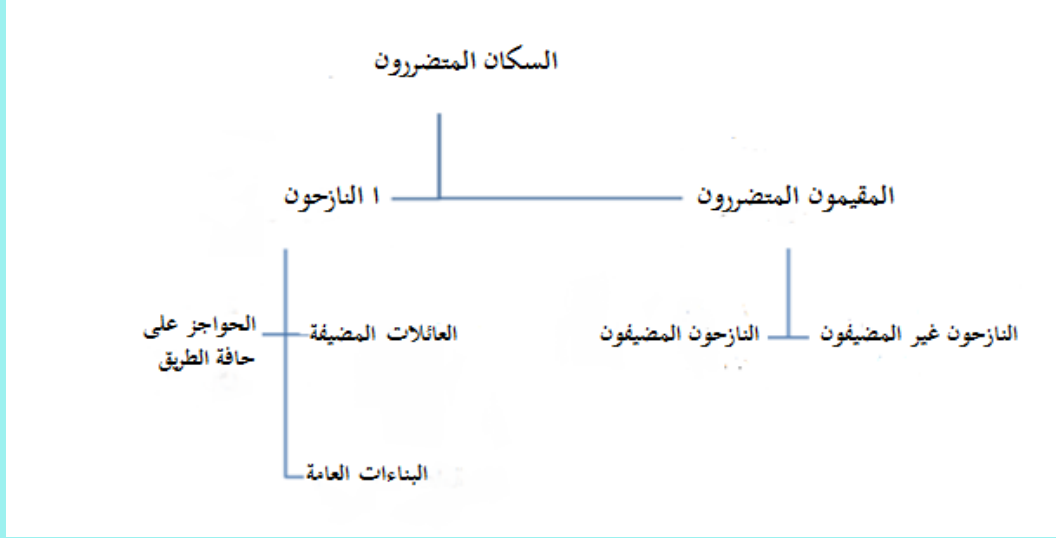 السكان المتضررون
المقيمون المتضررون
ا النازحون
النازحون غير المضيفون
النازحون المضيفون
العائلات المضيفة
الحواجز على
حافة الطريق
البناءات العامة